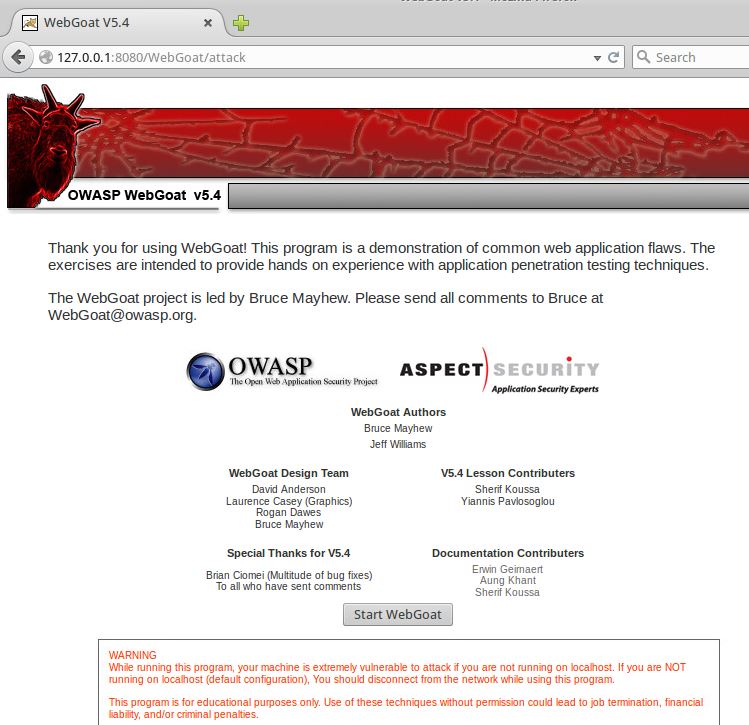 WebGoat V5.4
127.0.0.1:8080/WebGoat/attack
Search
OWASP WebGoat v5.4
Thank you for using WebGoat! This program is a demonstration of common web application flaws. The
exercises are intended to provide hands on experience with application penetration testing techniques.
The WebGoat project is led by Bruce Mayhew. Please send all comments to Bruce at
WebGoat@owasp.org.
OWASP
The Open Web Application Security Project
ASPECT SECURITY
Application Security Experts
WebGoat Authors
Bruce Mayhew
Jeff Williams
WebGoat Design Team
David Anderson
Laurence Casey (Graphics)
Rogan Dawes
Bruce Mayhew
V5.4 Lesson Contributers
Sherif Koussa
Yiannis Pavlosoglou
Special Thanks for V5.4
Brian Ciomei (Multitude of bug fixes)
To all who have sent comments
Documentation Contributers
Erwin Geirnaert
Aung Khant
Sherif Koussa
Start WebGoat
WARNING
While running this program, your machine is extremely vulnerable to attack if you are not running on localhost. If you are NOT
running on localhost (default configuration), You should disconnect from the network while using this program.
This program is for educational purposes only. Use of these techniques without permission could lead to job termination, financial
liability, and/or criminal penalties.